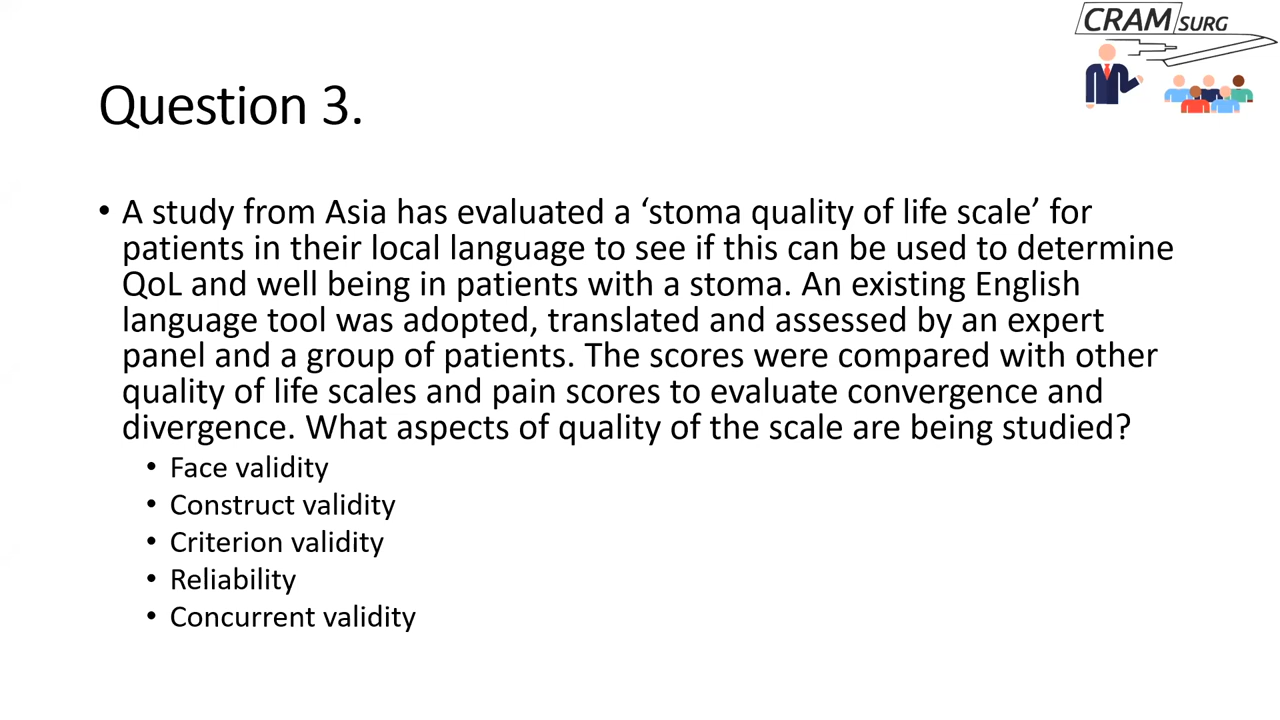 CRAM SURG
Question 3.
• A study from Asia has evaluated a ‘stoma quality of life scale’ for
patients in their local language to see if this can be used to determine
QoL and well being in patients with a stoma. An existing English
language tool was adopted, translated and assessed by an expert
panel and a group of patients. The scores were compared with other
quality of life scales and pain scores to evaluate convergence and
divergence. What aspects of quality of the scale are being studied?
• Face validity
• Construct validity
• Criterion validity
• Reliability
• Concurrent validity